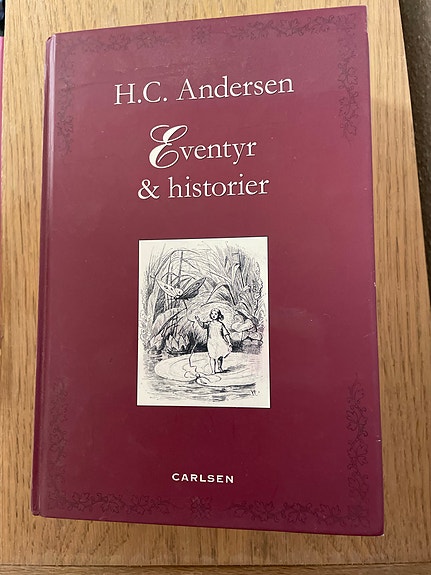 H.C. Andersen
Eventyr
& historier
CARLSEN